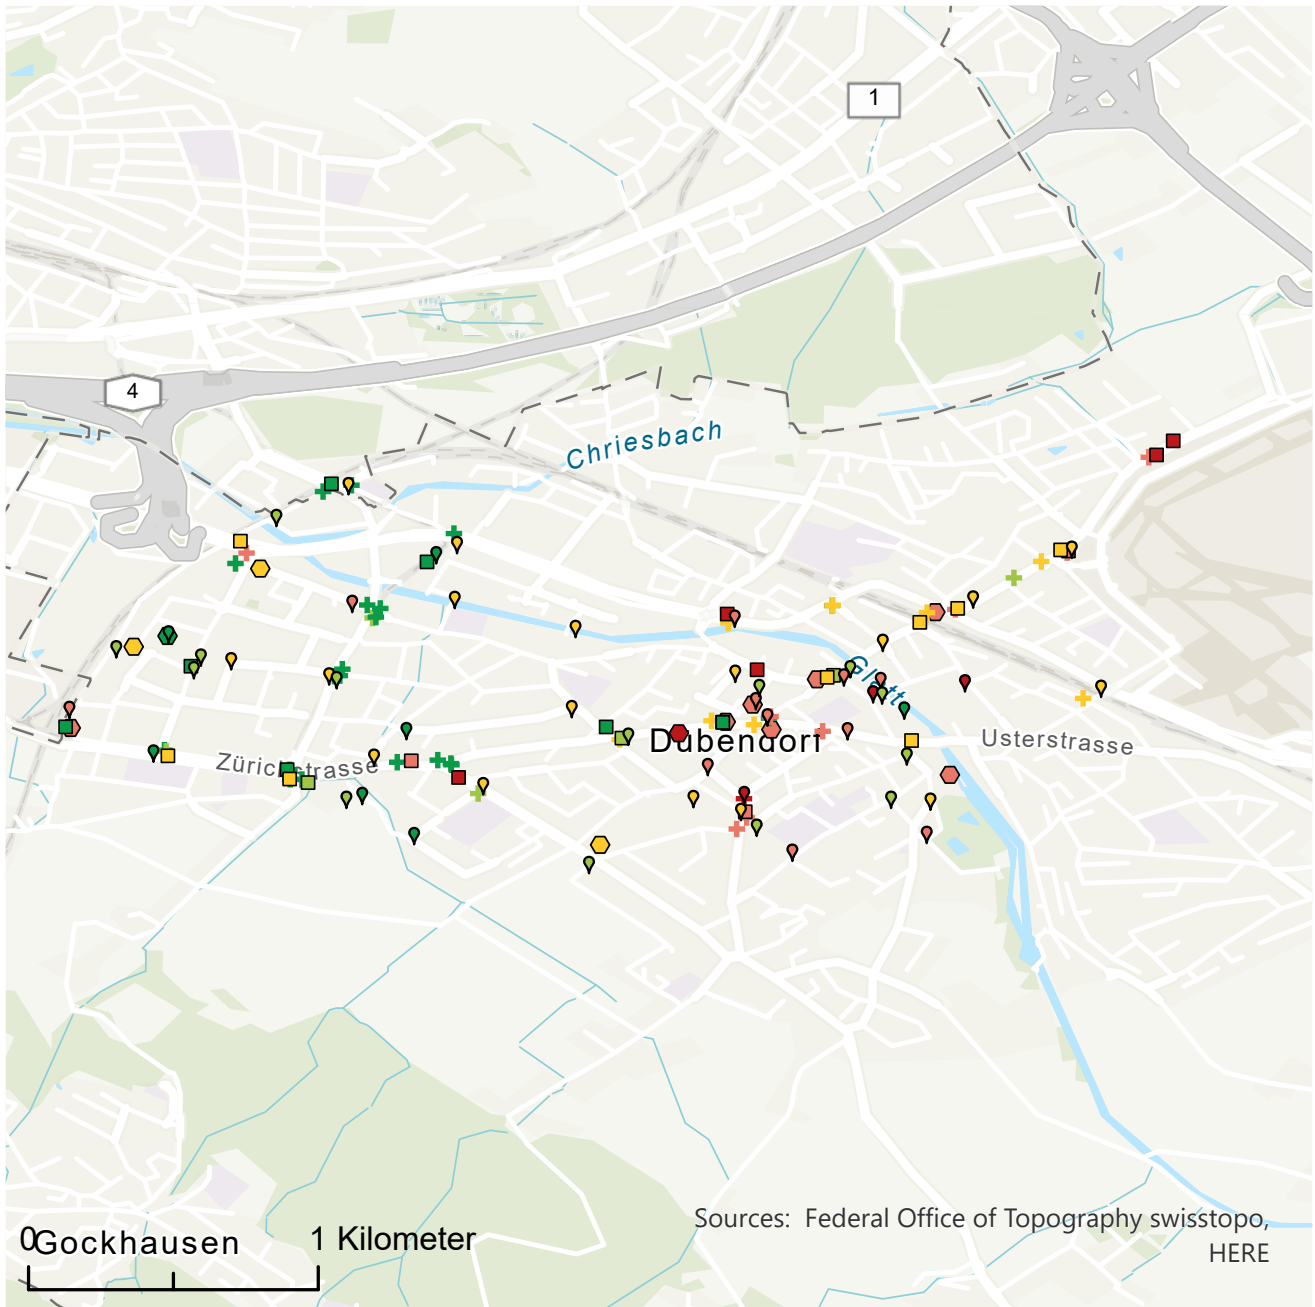 1
4
Chriesbach
Glatt
Dübendorf
Usterstrasse
Zürichstrasse
Sources: Federal Office of Topography swisstopo,
HERE
0 1 Kilometer
Gockhausen